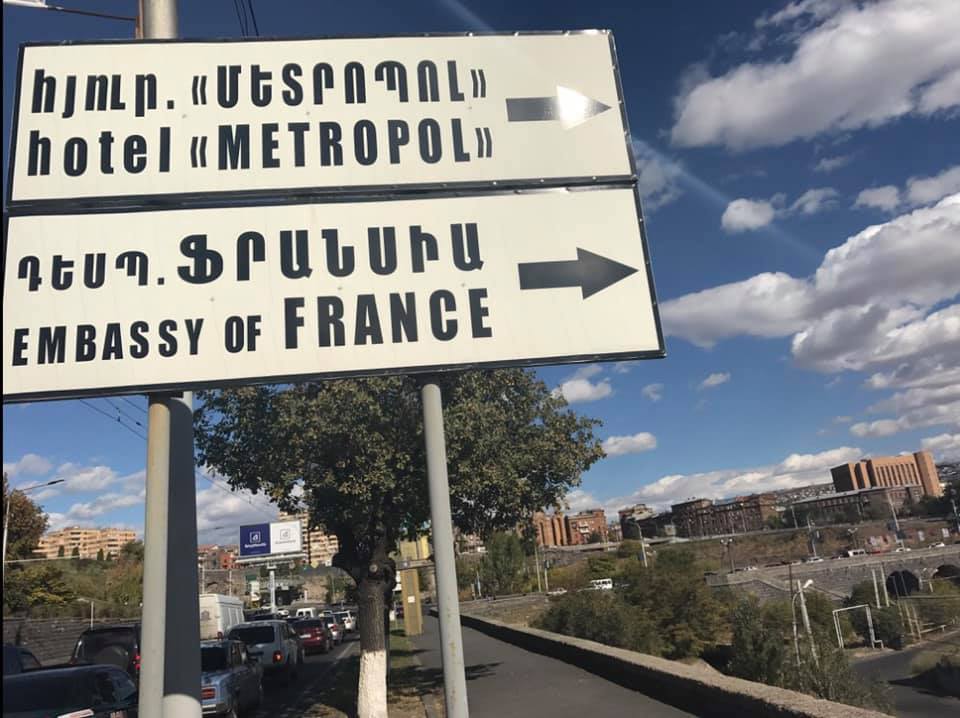 հյուր. «ՄԵՏՐՈՊՈԼ»
hotel «METROPOL»
դեսպ. ՖՐԱՆՍԻԱ
EMBASSY OF FRANCE